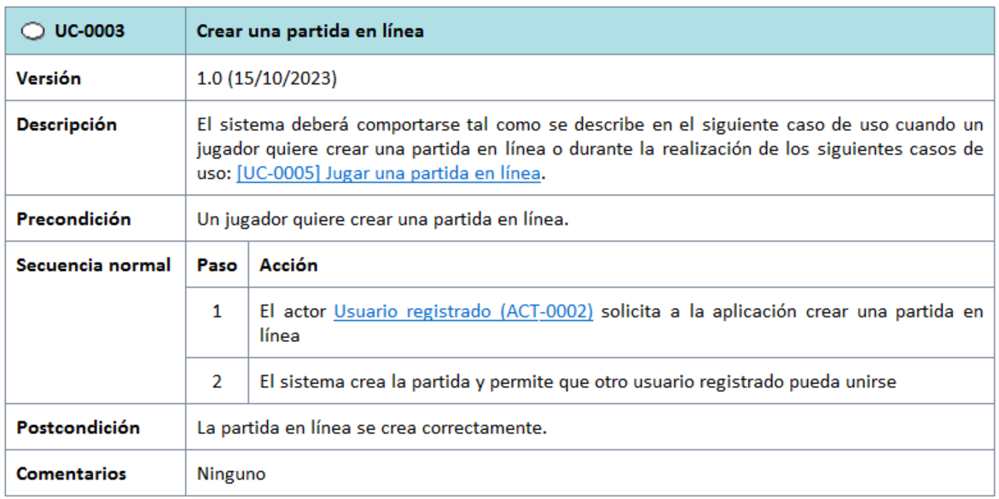 UC-0003 Crear una partida en línea
Versión 1.0 (15/10/2023)
Descripción El sistema deberá comportarse tal como se describe en el siguiente caso de uso cuando un
jugador quiere crear una partida en línea o durante la realización de los siguientes casos de
uso: [UC-0005] Jugar una partida en línea.
Precondición Un jugador quiere crear una partida en línea.
Secuencia normal Paso Acción
1 El actor Usuario registrado (ACT-0002) solicita a la aplicación crear una partida en
línea
2 El sistema crea la partida y permite que otro usuario registrado pueda unirse
Postcondición La partida en línea se crea correctamente.
Comentarios Ninguno